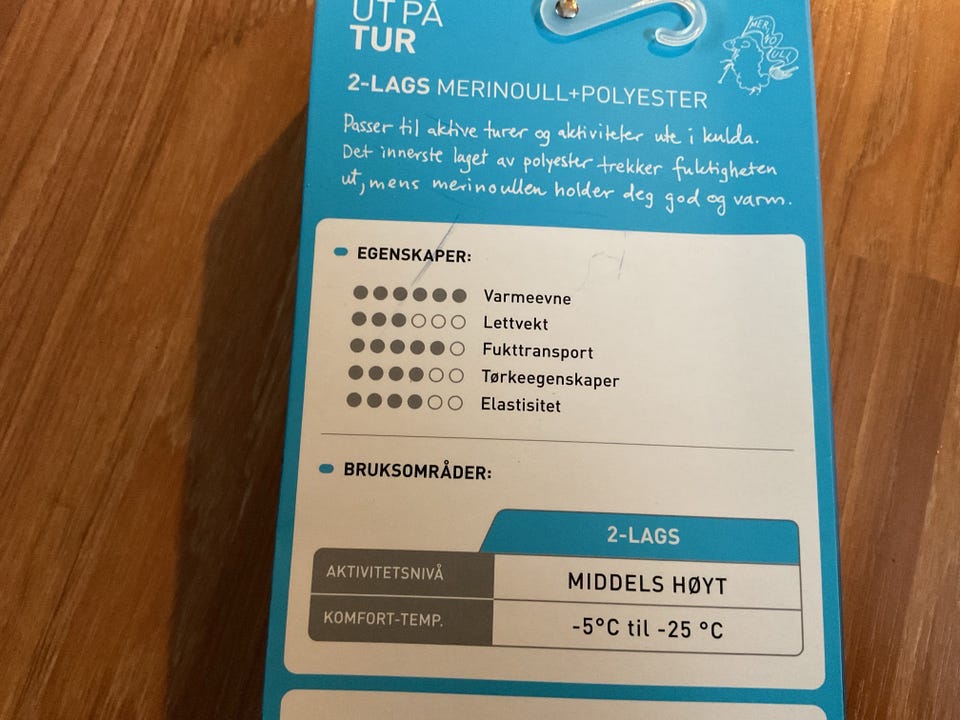 UT PÅ
TUR
2-LAGS MERINOULL+POLYESTER
Passer til aktive turer og aktiviteter ute i kulda.
Det innerste laget av polyester trekker fuktigheten
ut, mens merinoullen holder deg god og varm.
MER
ULL
EGENSKAPER:
Varmeevne
Lettvekt
Fukttransport
Tørkeegenskaper
Elastisitet
BRUKSOMRÅDER:
2-LAGS
AKTIVITETSNIVÅ MIDDELS HØYT
KOMFORT-TEMP. -5°C til -25 °C